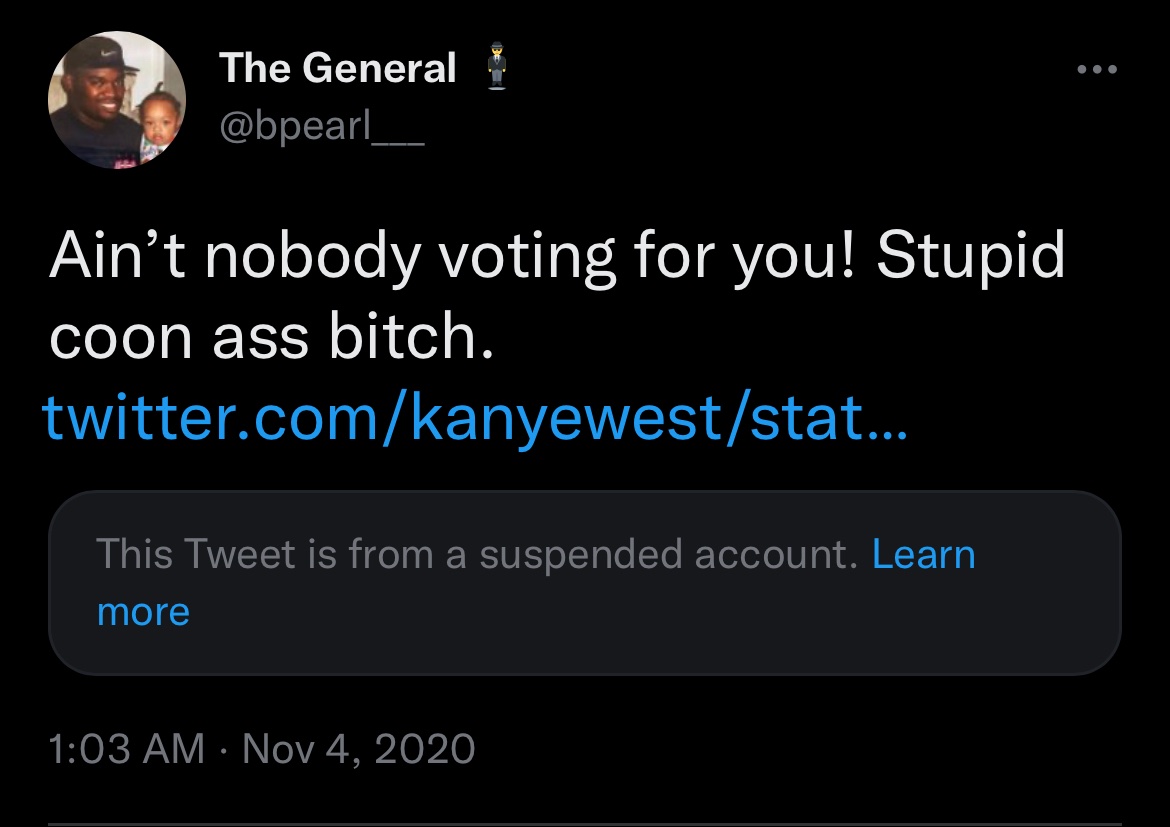 The General
@bpearl___
Ain’t nobody voting for you! Stupid
coon ass bitch.
twitter.com/kanyewest/stat…
This Tweet is from a suspended account. Learn
more
1:03 AM · Nov 4, 2020